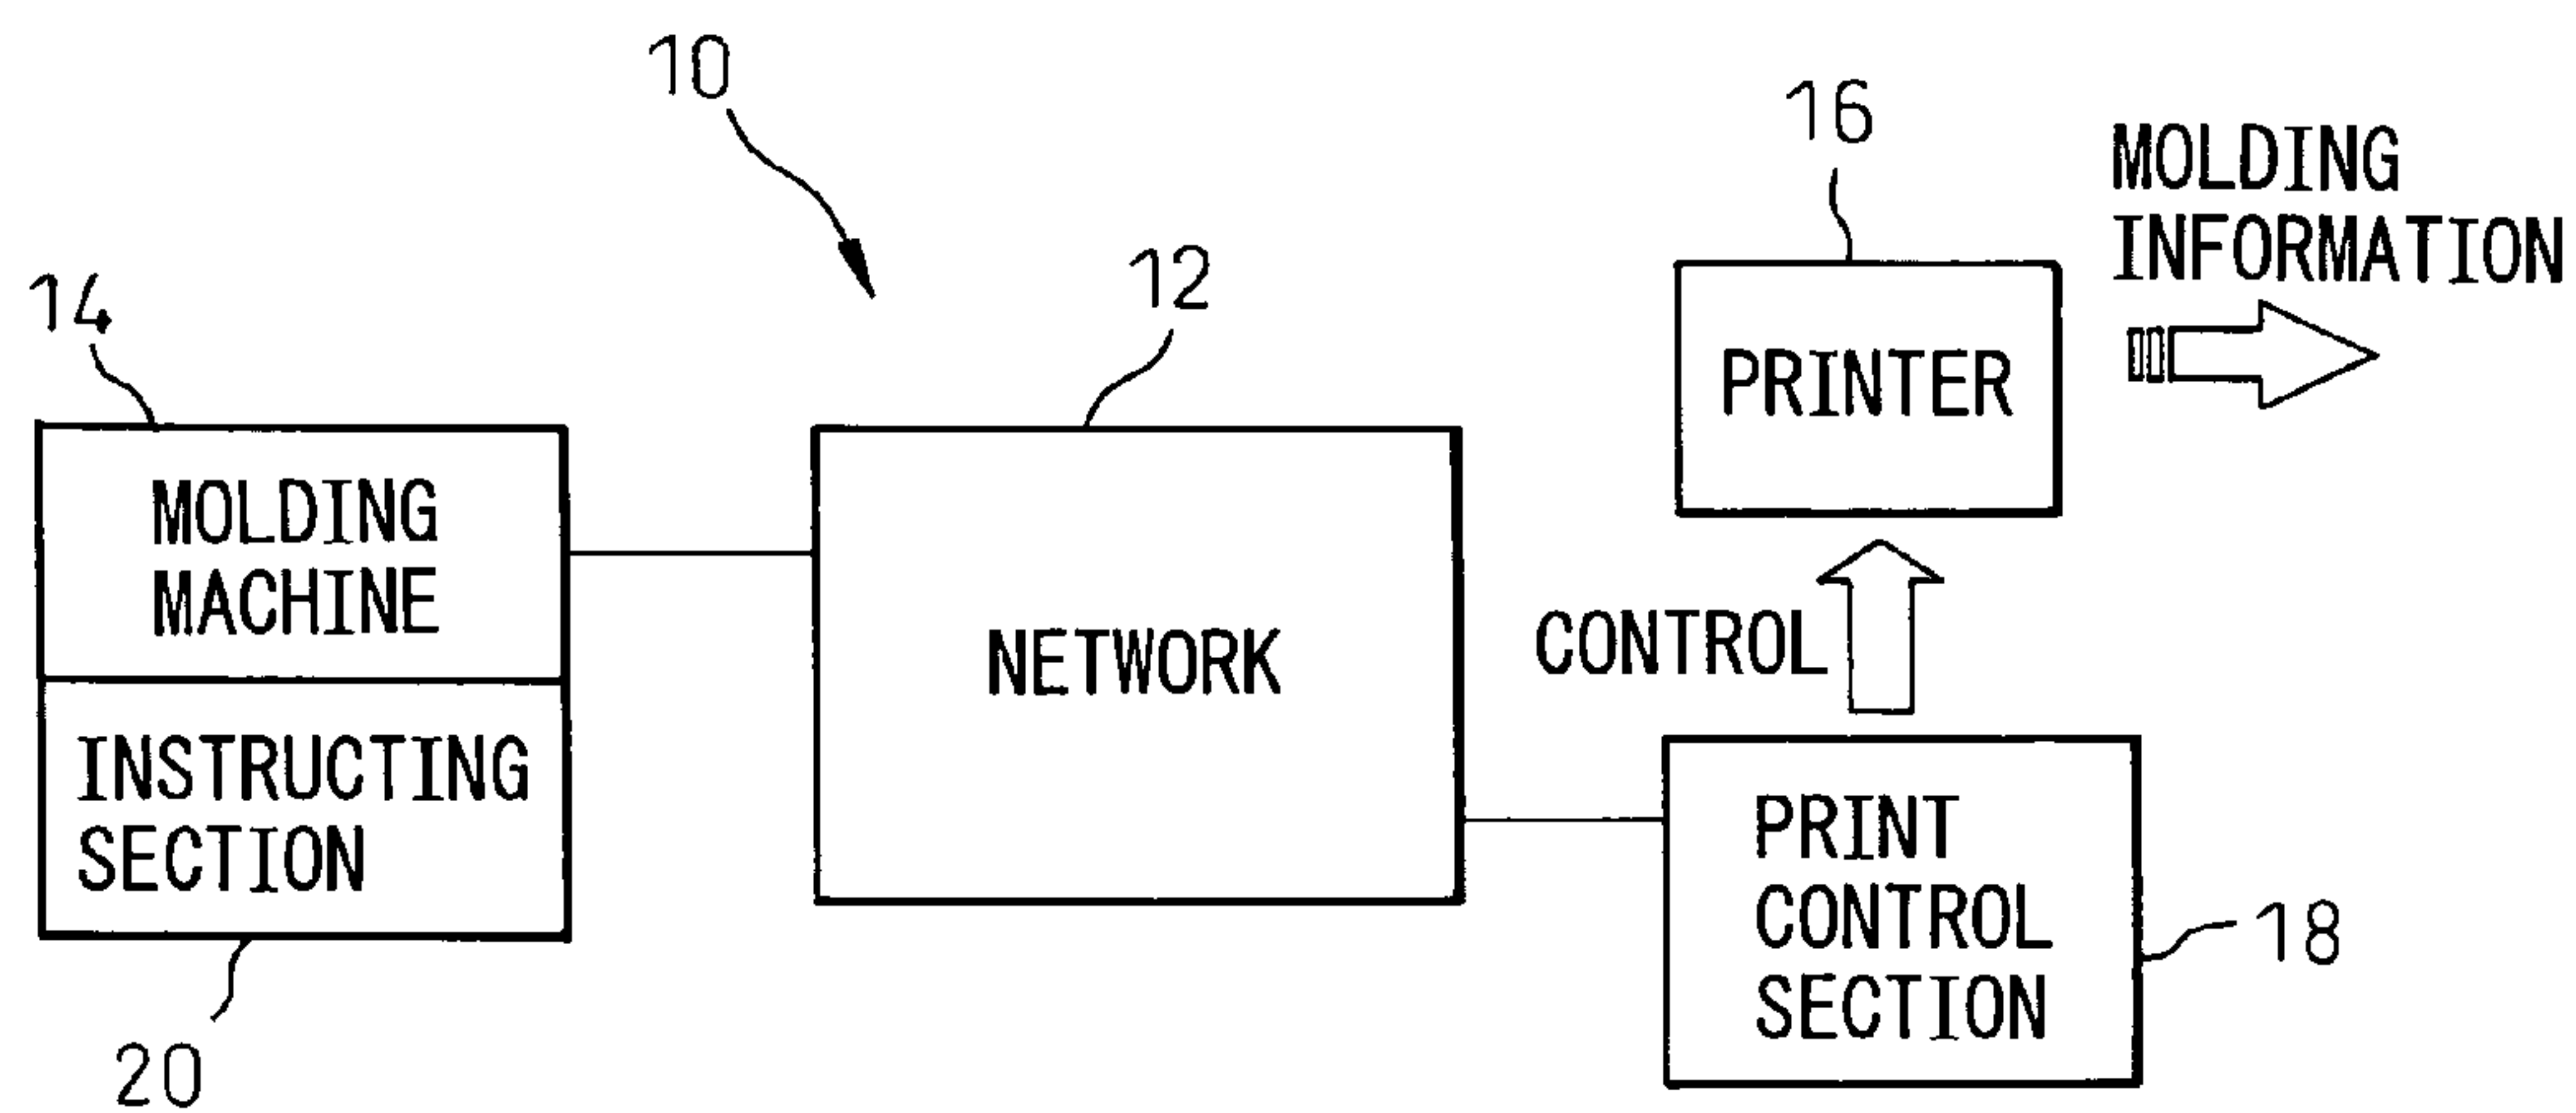 10
16
MOLDING
INFORMATION
12
14
PRINTER
MOLDING
MACHINE
CONTROL
NETWORK
INSTRUCTING
SECTION
PRINT
CONTROL
SECTION
18
20